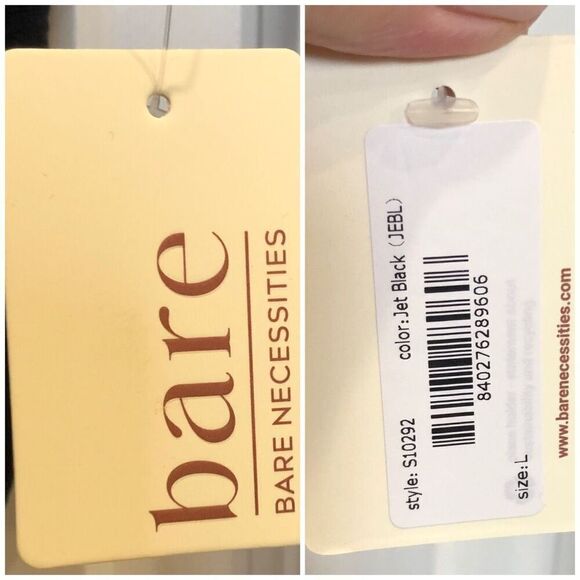 bare
BARE NECESSITIES
style: S10292 color:Jet Black (JEBL)
840276289606
size:L
www.barenecessities.com